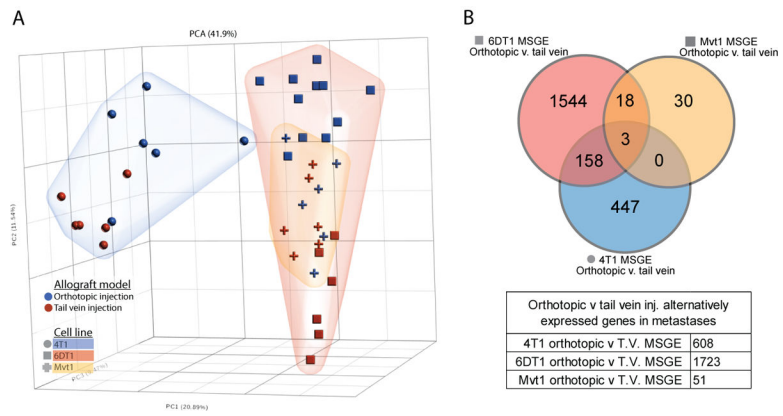 A
PCA (41.9%)
PC2 (11.54%)
Allograft model
Orthotopic injection
Tail vein injection
Cell line
4T1
6DT1
Mvt1
PC1 (20.89%)
B
6DT1 MSGE
Orthotopic v. tail vein
Mvt1 MSGE
Orthotopic v. tail vein
1544
18
30
3
158
0
447
4T1 MSGE
Orthotopic v. tail vein
Orthotopic v tail vein inj. alternatively
expressed genes in metastases
4T1 orthotopic v T.V. MSGE 608
6DT1 orthotopic v T.V. MSGE 1723
Mvt1 orthotopic v T.V. MSGE 51